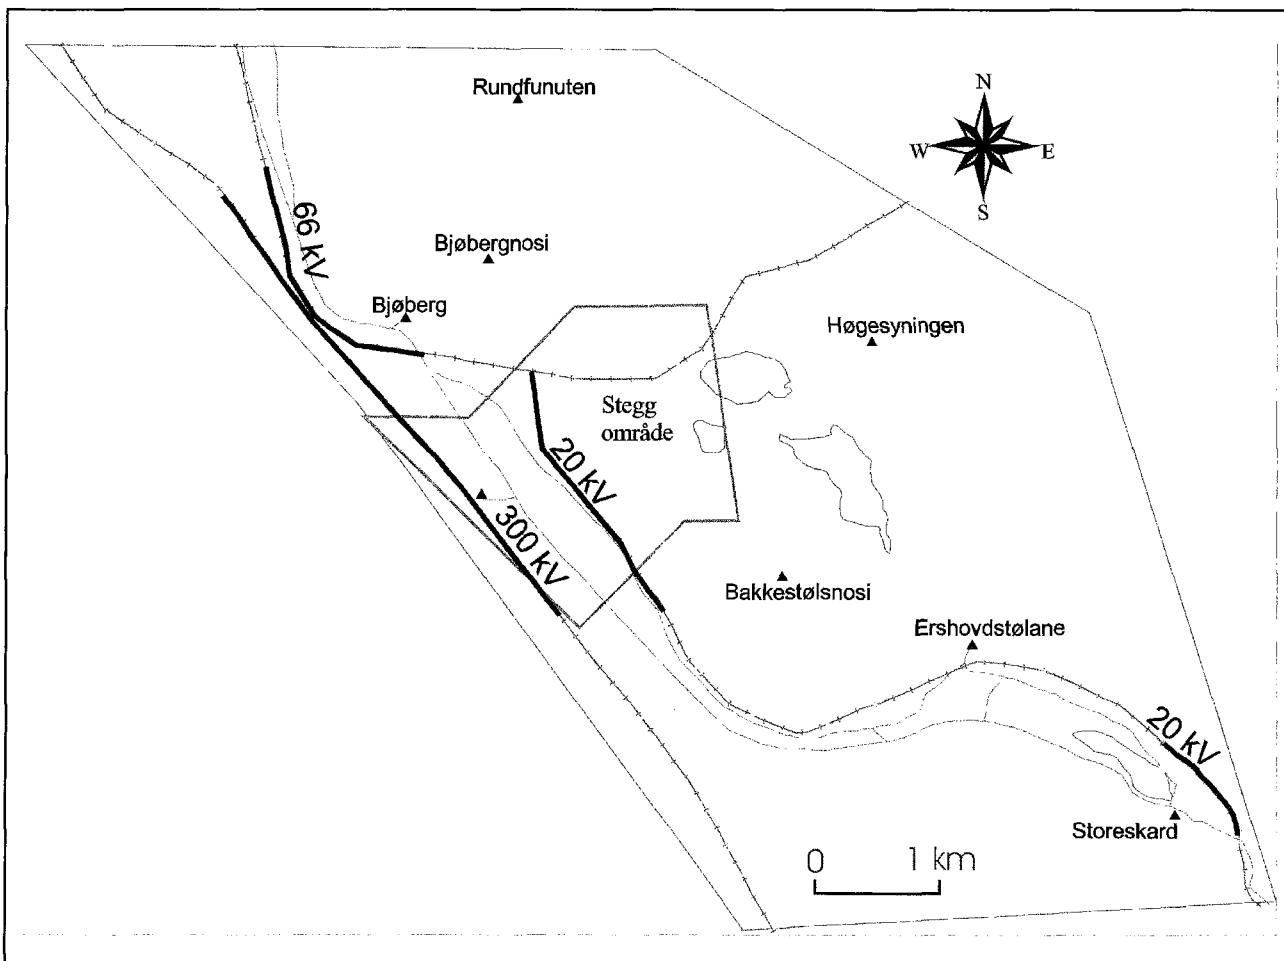 Rundfunuten
N
W
E
S
66 kV
Bjøbergnosi
Bjøberg
Høgesyningen
Stegg
område
20 kV
300 kV
Bakkestølsnosi
Ershovdstølane
20 kV
Storeskard
0
1 km